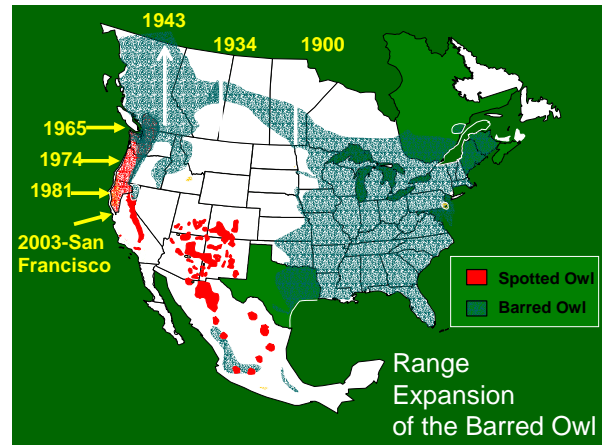 1943
1934
1900
1965
1974
1981
2003-San
Francisco
Spotted Owl
Barred Owl
Range
Expansion
of the Barred Owl